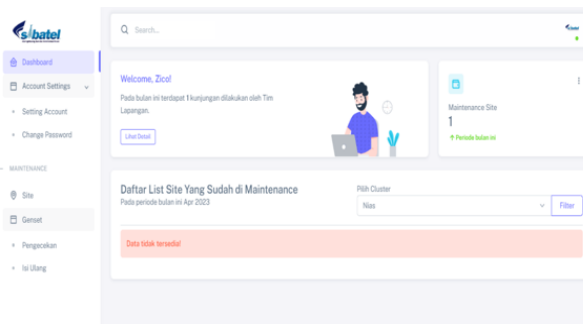 sibatel
Search...
Dashboard
Account Settings
Setting Account
Change Password
MAINTENANCE
Site
Genset
Pengecekan
Isi Ulang
Welcome, Zico!
Pada bulan ini terdapat 1 kunjungan dilakukan oleh Tim
Lapangan.
Lihat Detail
Maintenance Site
1
Periode bulan ini
Daftar List Site Yang Sudah di Maintenance
Pada periode bulan ini Apr 2023
Pilih Cluster
Nias
Filter
Data tidak tersedia!